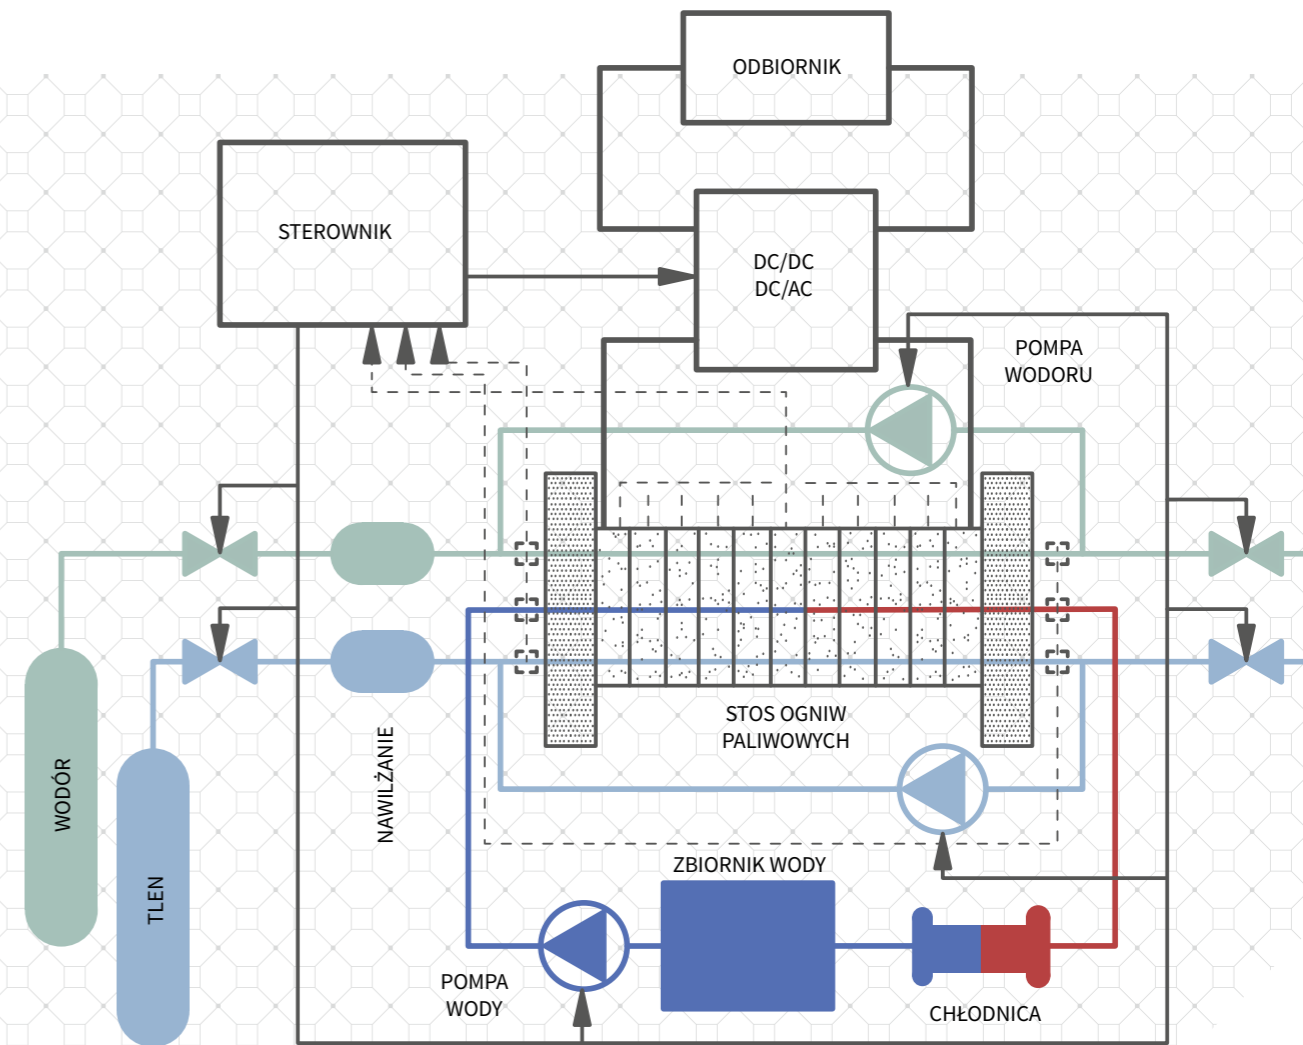 ODBIORNIK
STEROWNIK
DC/DC
DC/AC
POMPA
WODORU
STOS OGNIW
PALIWOWYCH
WODÓR
TLEN
NAWILŻANIE
ZBIORNIK WODY
POMPA
WODY
CHŁODNICA